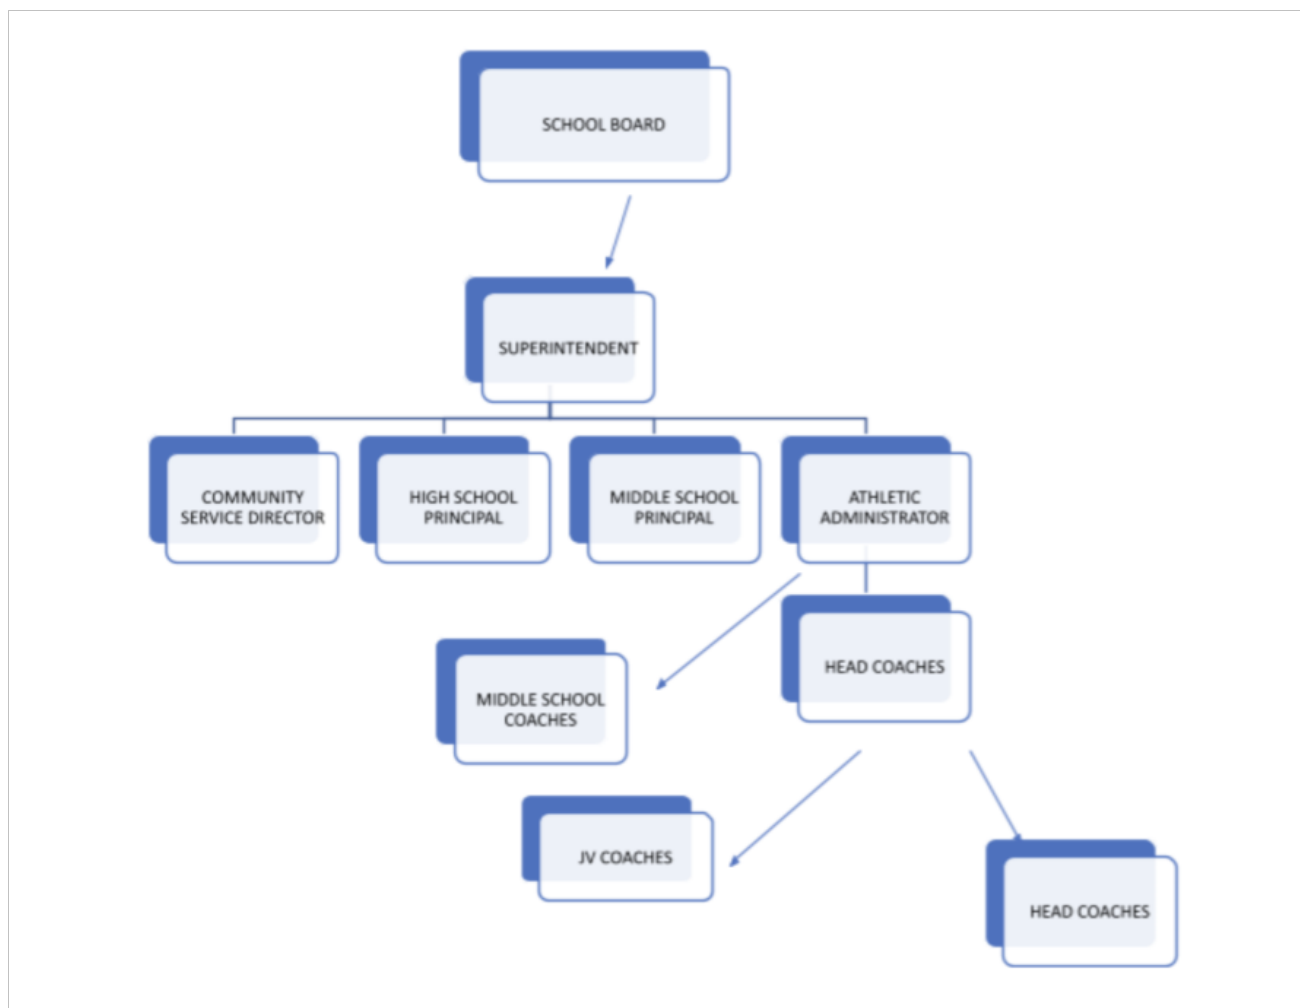 SCHOOL BOARD
SUPERINTENDENT
COMMUNITY
SERVICE DIRECTOR
HIGH SCHOOL
PRINCIPAL
MIDDLE SCHOOL
PRINCIPAL
ATHLETIC
ADMINISTRATOR
HEAD COACHES
MIDDLE SCHOOL
COACHES
JV COACHES
HEAD COACHES